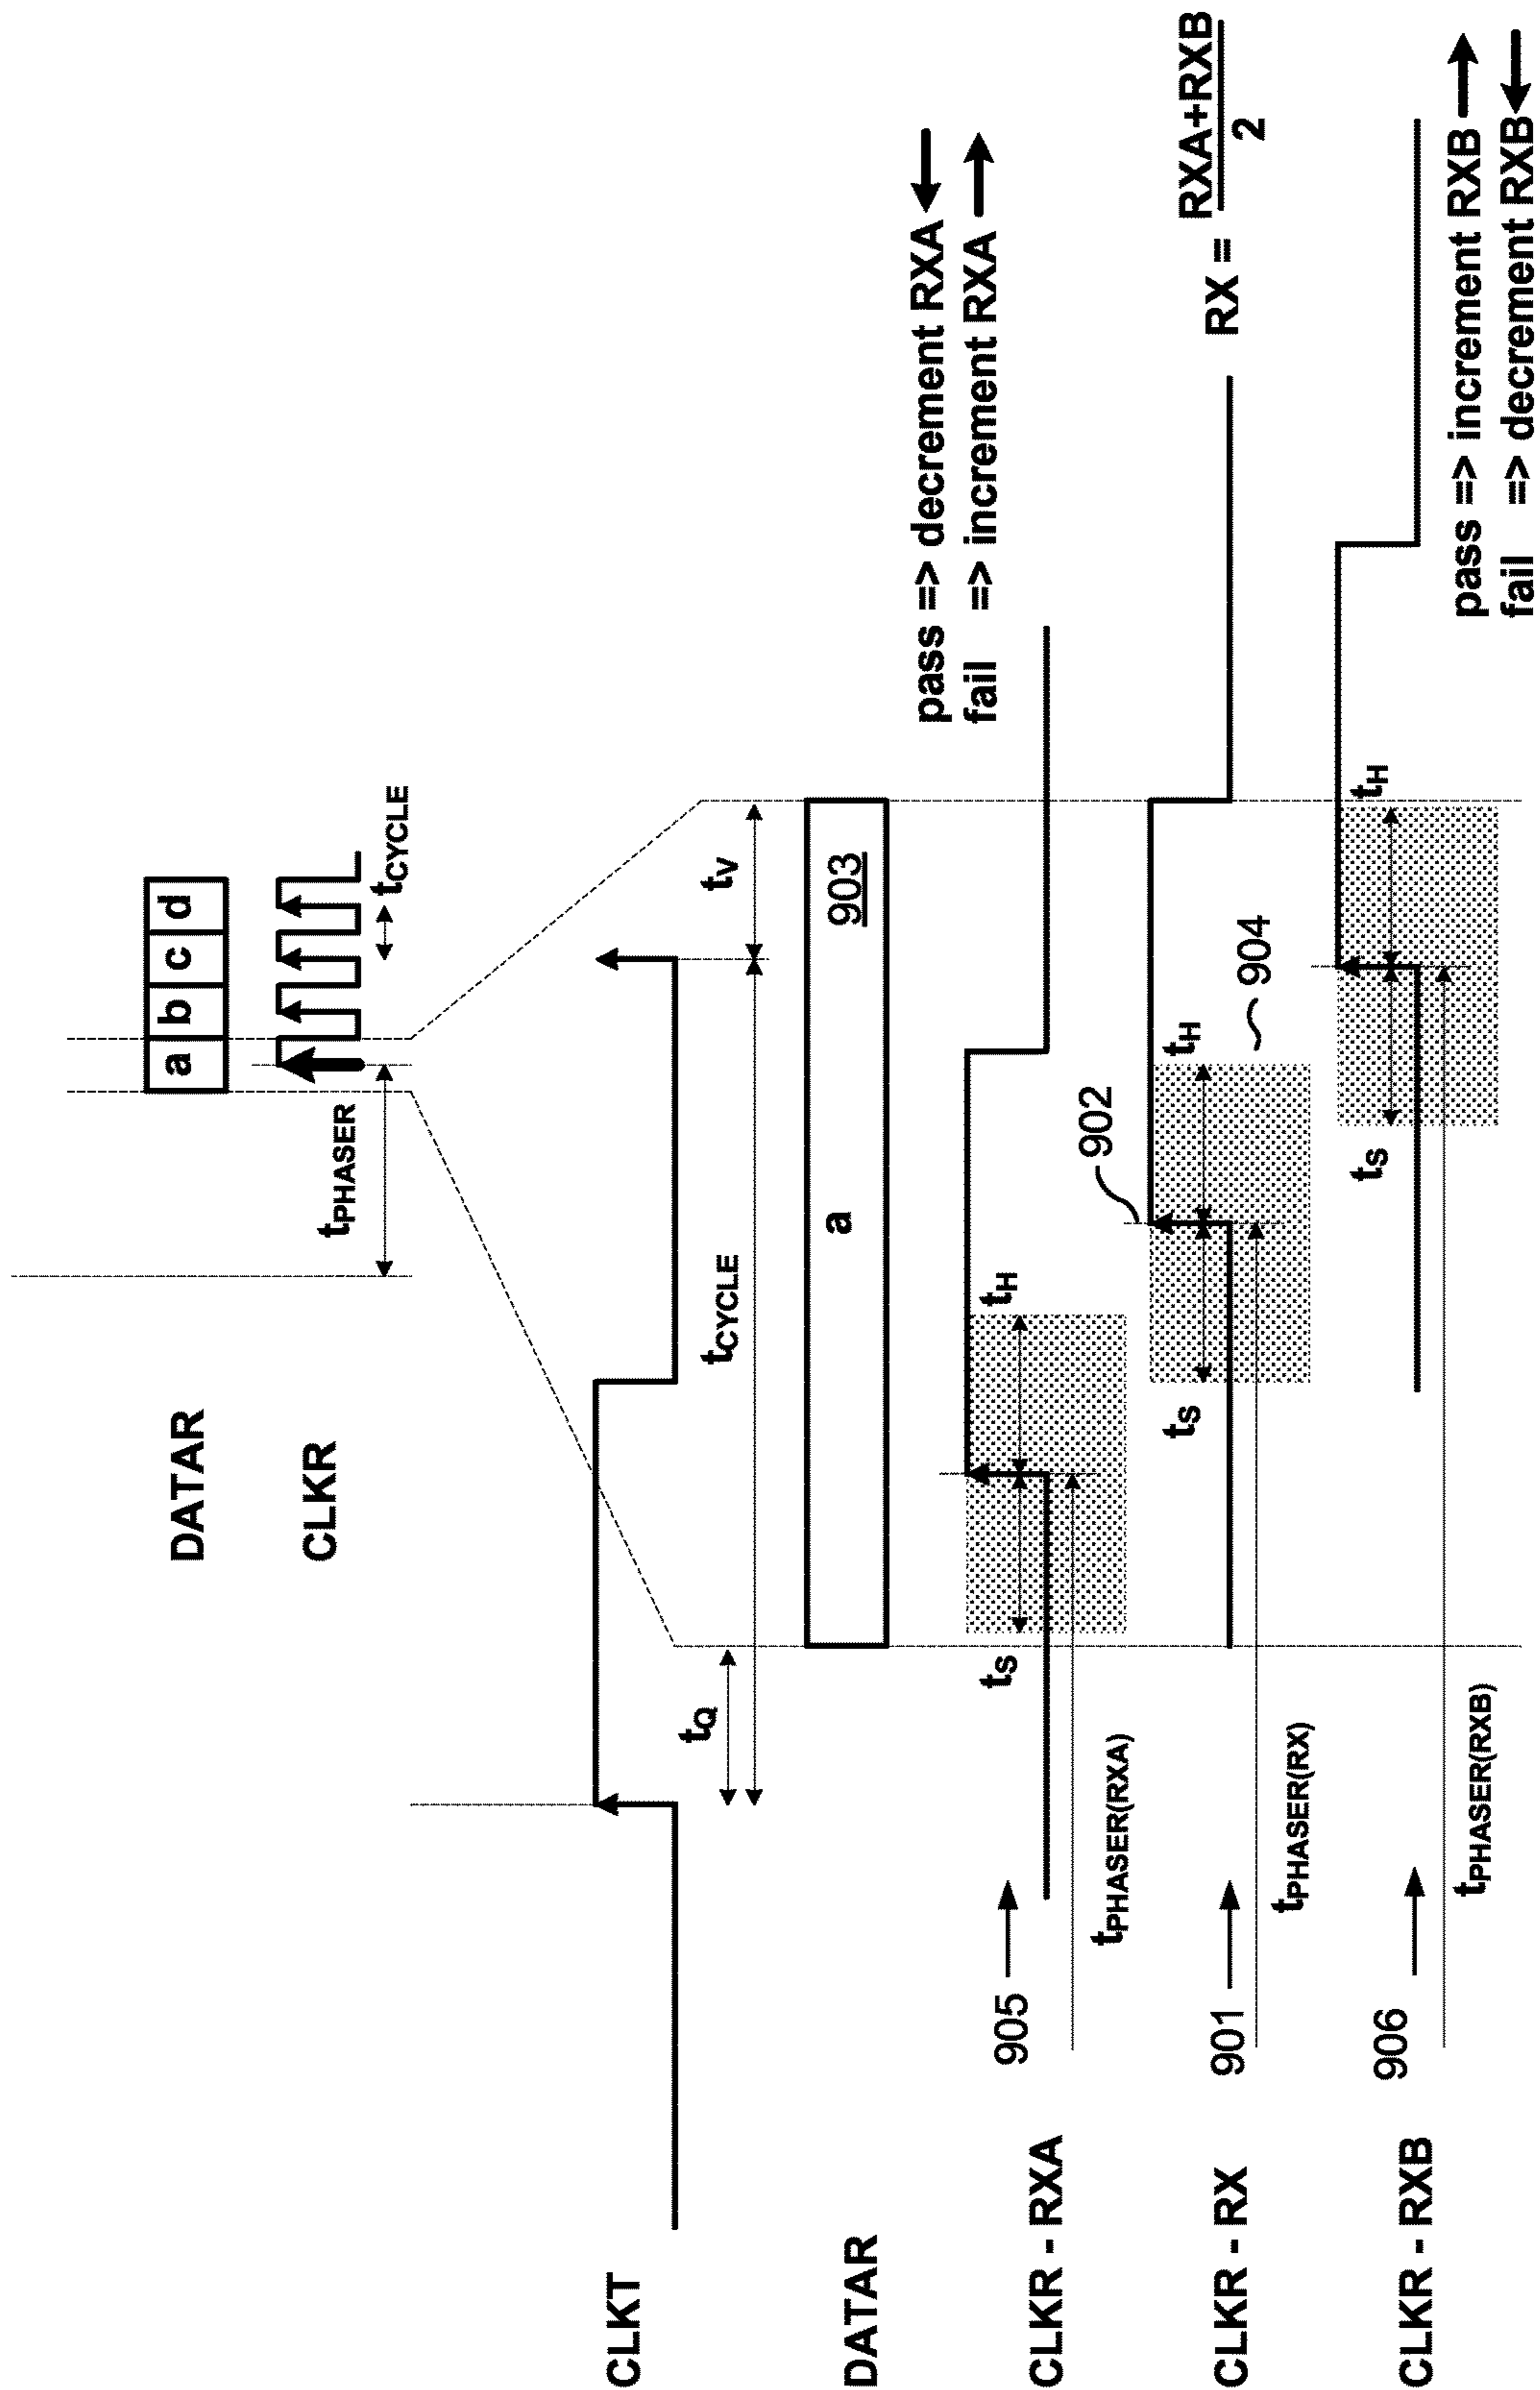 DATAR
a b c d
CLKR
tPHASER
tCYCLE
CLKT
tQ
tCYCLE
tV
DATAR
a
903
CLKR - RXA
905
tPHASER(RXA)
tS
tH
pass => decrement RXA
fail => increment RXA
CLKR - RX
901
tPHASER(RX)
tS
902
tH
904
RX = RXA+RXB
2
CLKR - RXB
906
tPHASER(RXB)
tS
tH
pass => increment RXB
fail => decrement RXB